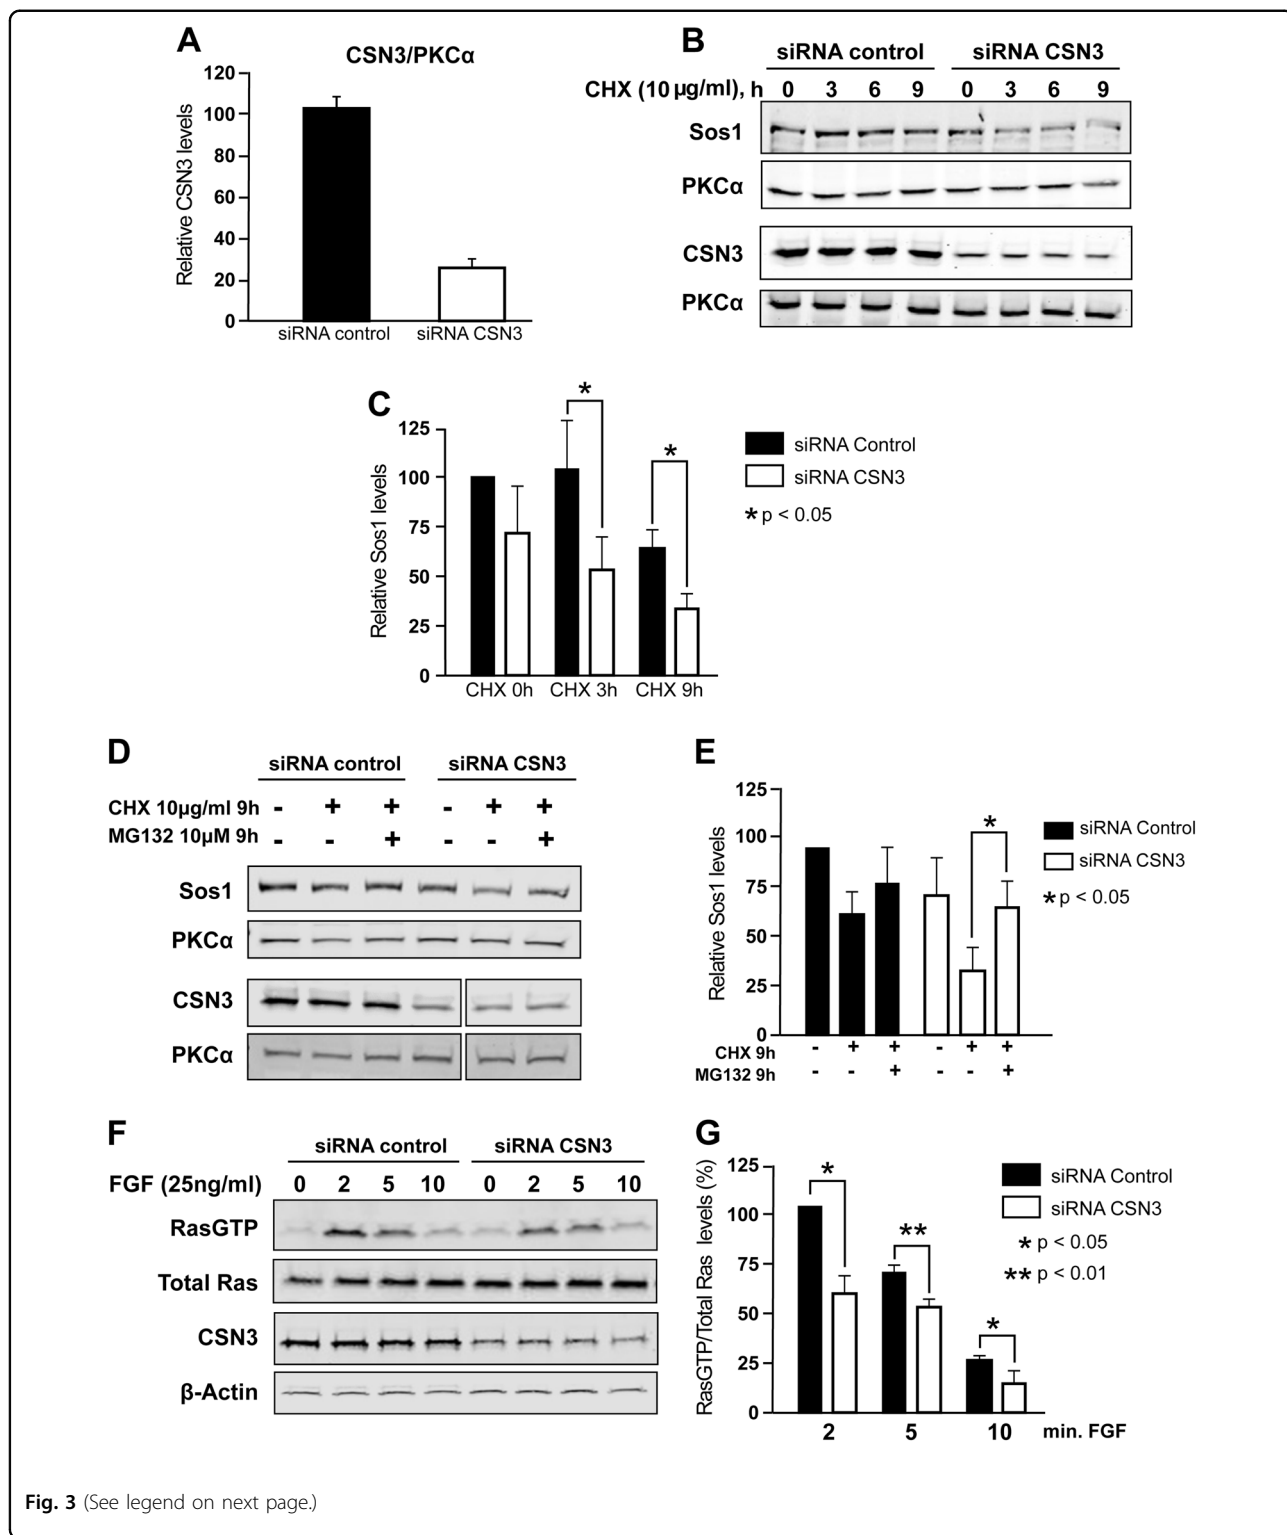 A
CSN3/PKCα
Relative CSN3 levels
120
100
80
60
40
20
0
siRNA control siRNA CSN3
B
siRNA control siRNA CSN3
CHX (10 µg/ml), h 0 3 6 9 0 3 6 9
Sos1
PKCα
CSN3
PKCα
C
Relative Sos1 levels
125
100
75
50
25
0
* *
CHX 0h CHX 3h CHX 9h
siRNA Control
siRNA CSN3
* p < 0.05
D
siRNA control siRNA CSN3
CHX 10µg/ml 9h - + + - + +
MG132 10µM 9h - - + - - +
Sos1
PKCα
CSN3
PKCα
E
Relative Sos1 levels
125
100
75
50
25
0
*
CHX 9h - + + - + +
MG132 9h - - + - - +
siRNA Control
siRNA CSN3
* p < 0.05
F
siRNA control siRNA CSN3
FGF (25ng/ml) 0 2 5 10 0 2 5 10
RasGTP
Total Ras
CSN3
β-Actin
G
RasGTP/Total Ras levels (%)
125
100
75
50
25
0
* ** *
2 5 10 min. FGF
siRNA Control
siRNA CSN3
* p < 0.05
** p < 0.01
Fig. 3 (See legend on next page.)